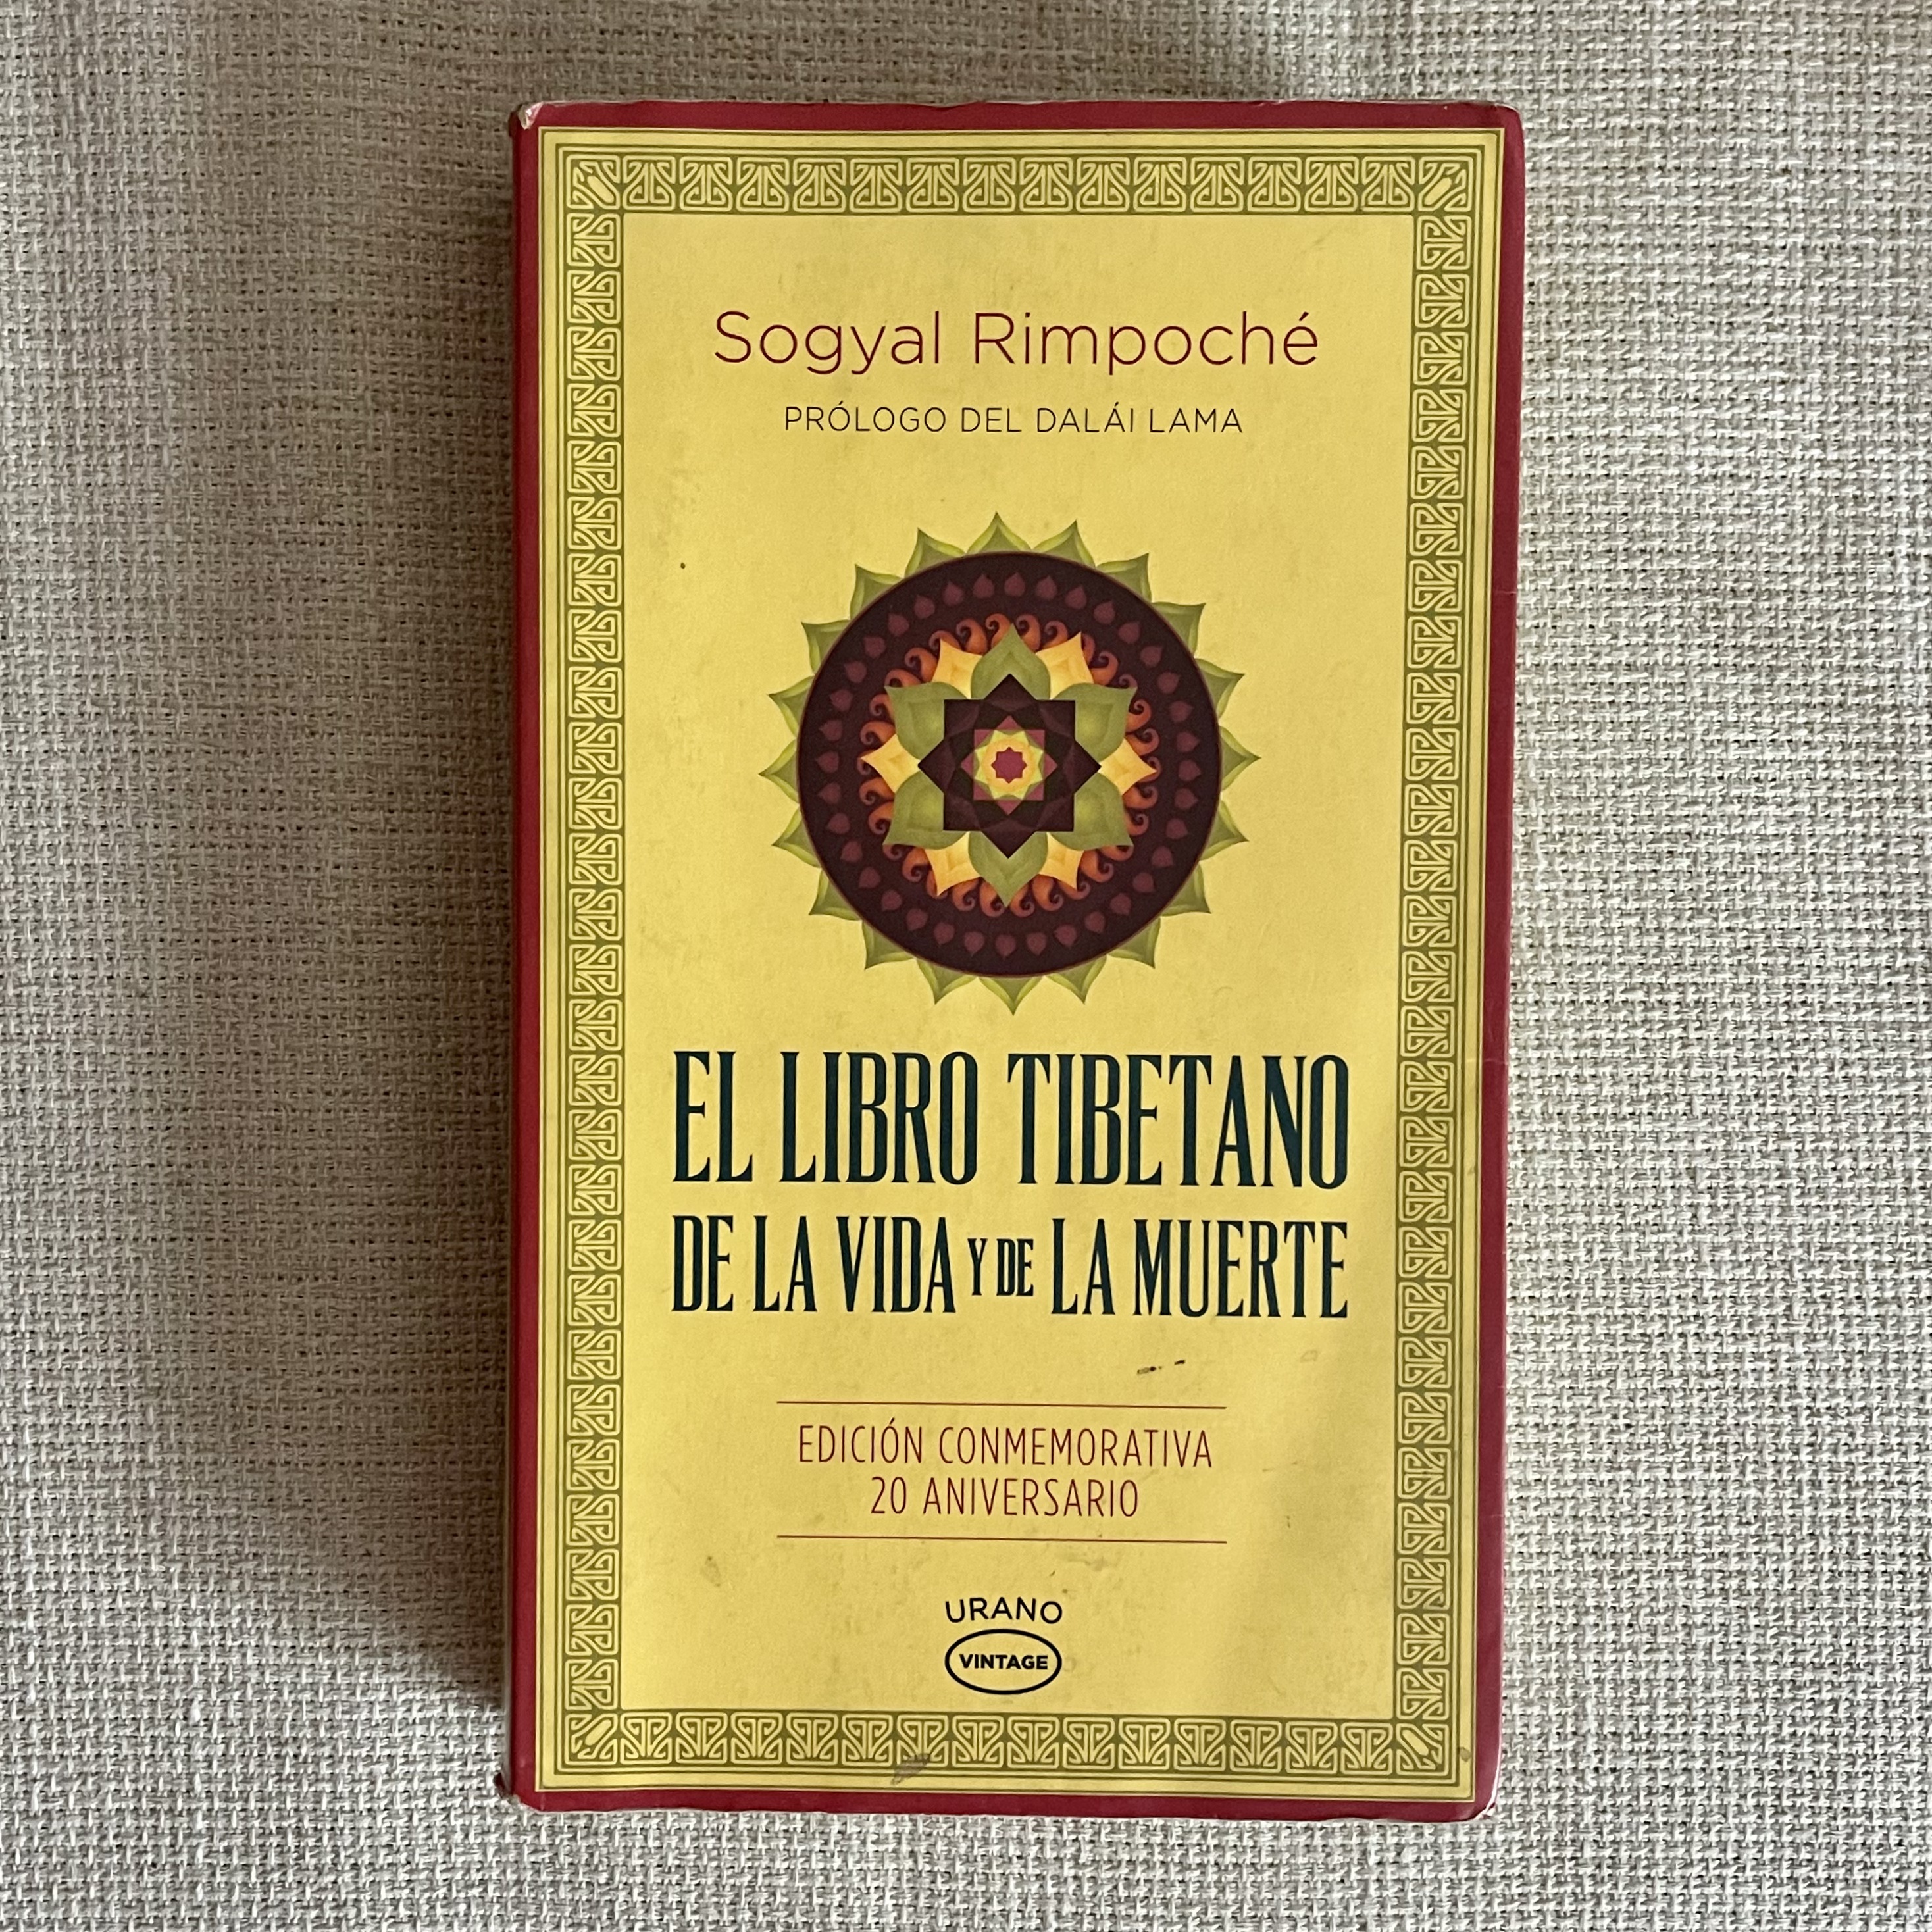 Sogyal Rimpoché
PRÓLOGO DEL DALÁI LAMA
EL LIBRO TIBETANO
DE LA VIDA Y DE LA MUERTE
EDICIÓN CONMEMORATIVA
20 ANIVERSARIO
URANO
VINTAGE